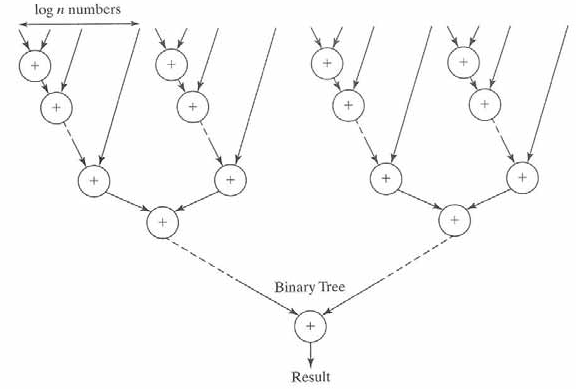 log n numbers
+ + + +
+ + + +
+ + + +
+ +
Binary Tree
+
Result